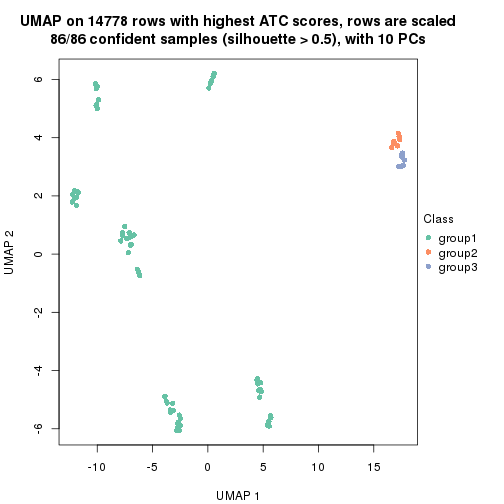 UMAP on 14778 rows with highest ATC scores, rows are scaled
86/86 confident samples (silhouette > 0.5), with 10 PCs
6
4
2
0
-2
-4
-6
UMAP 2
-10
-5
0
5
10
15
UMAP 1
Class
group1
group2
group3